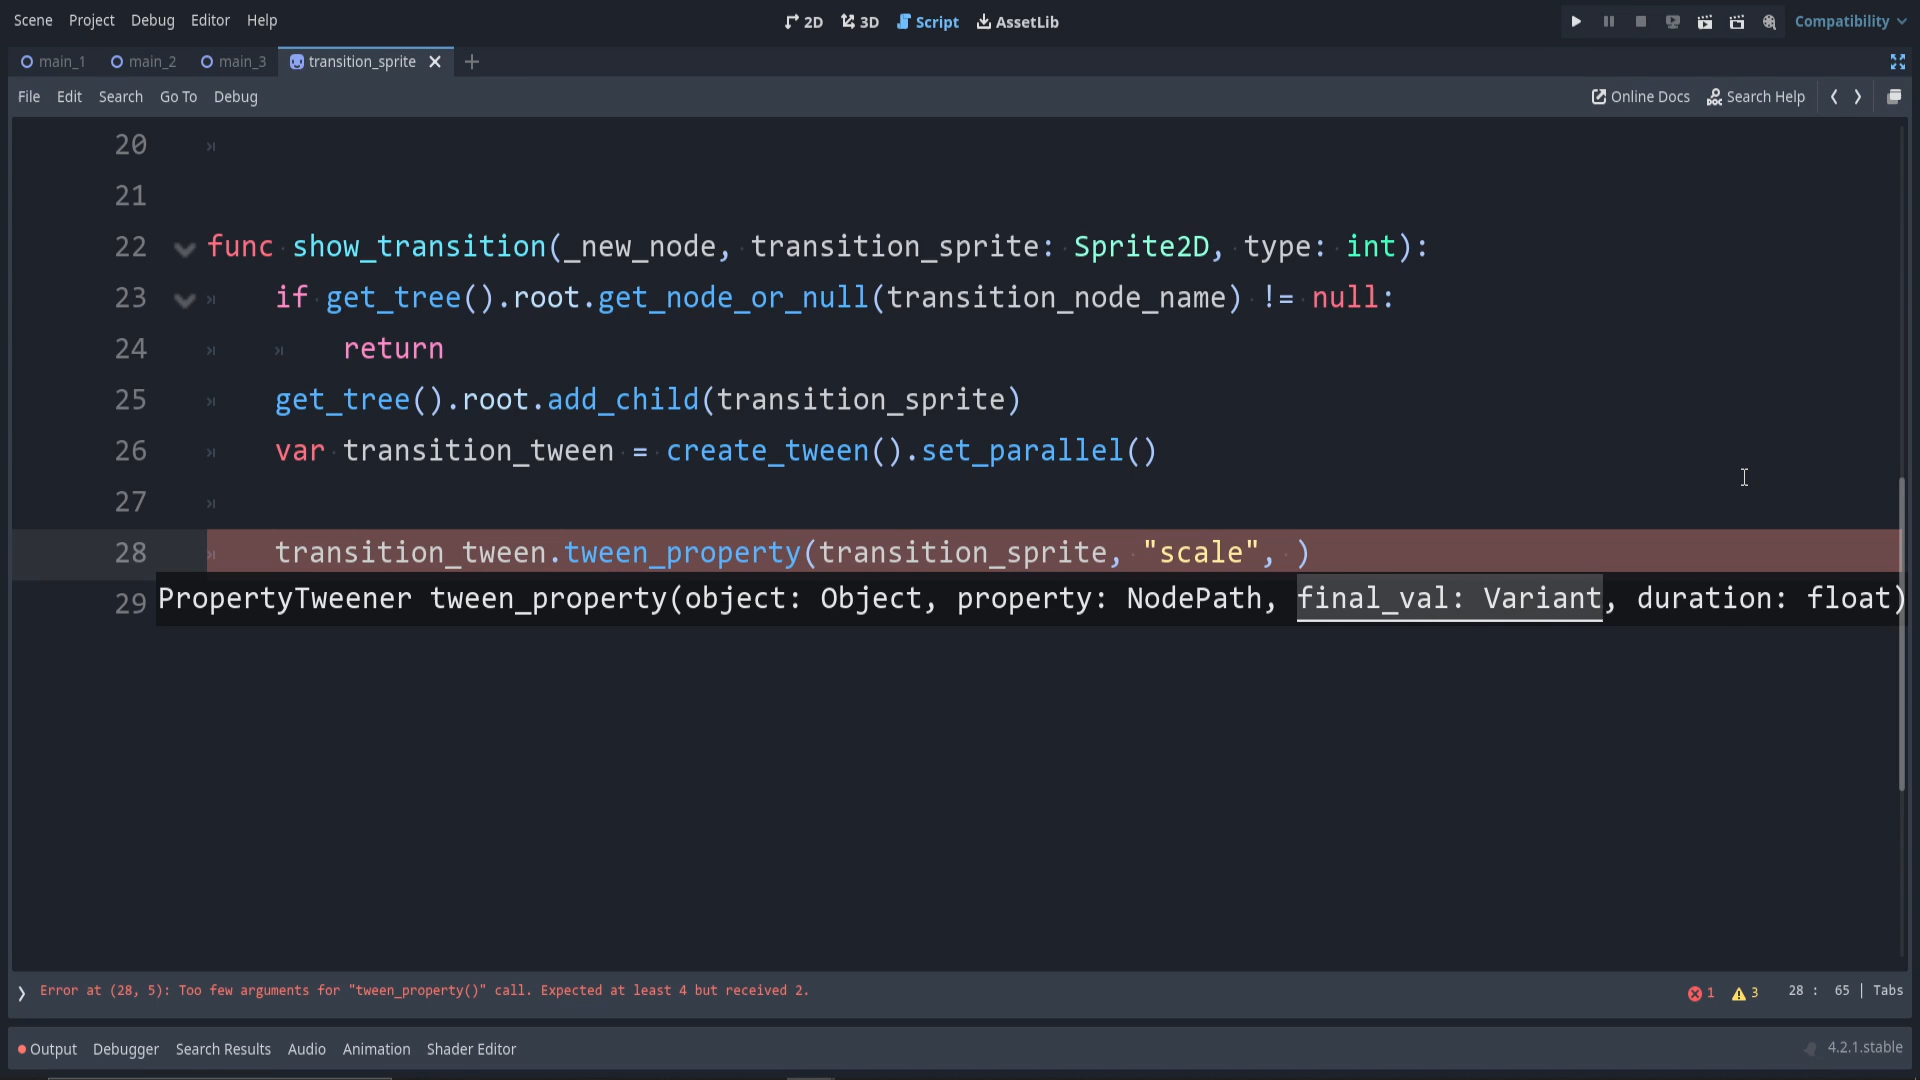 Scene Project Debug Editor Help 2D 3D Script AssetLib Compatibility
main_1 main_2 main_3 transition_sprite
File Edit Search Go To Debug Online Docs Search Help
20
21
22 func show_transition(_new_node, transition_sprite: Sprite2D, type: int):
23 if get_tree().root.get_node_or_null(transition_node_name) != null:
24 return
25 get_tree().root.add_child(transition_sprite)
26 var transition_tween = create_tween().set_parallel()
27
28 transition_tween.tween_property(transition_sprite, "scale", )
29 PropertyTweener tween_property(object: Object, property: NodePath, final_val: Variant, duration: float)
Error at (28, 5): Too few arguments for "tween_property()" call. Expected at least 4 but received 2. 1 3 28 : 65 | Tabs
Output Debugger Search Results Audio Animation Shader Editor 4.2.1.stable